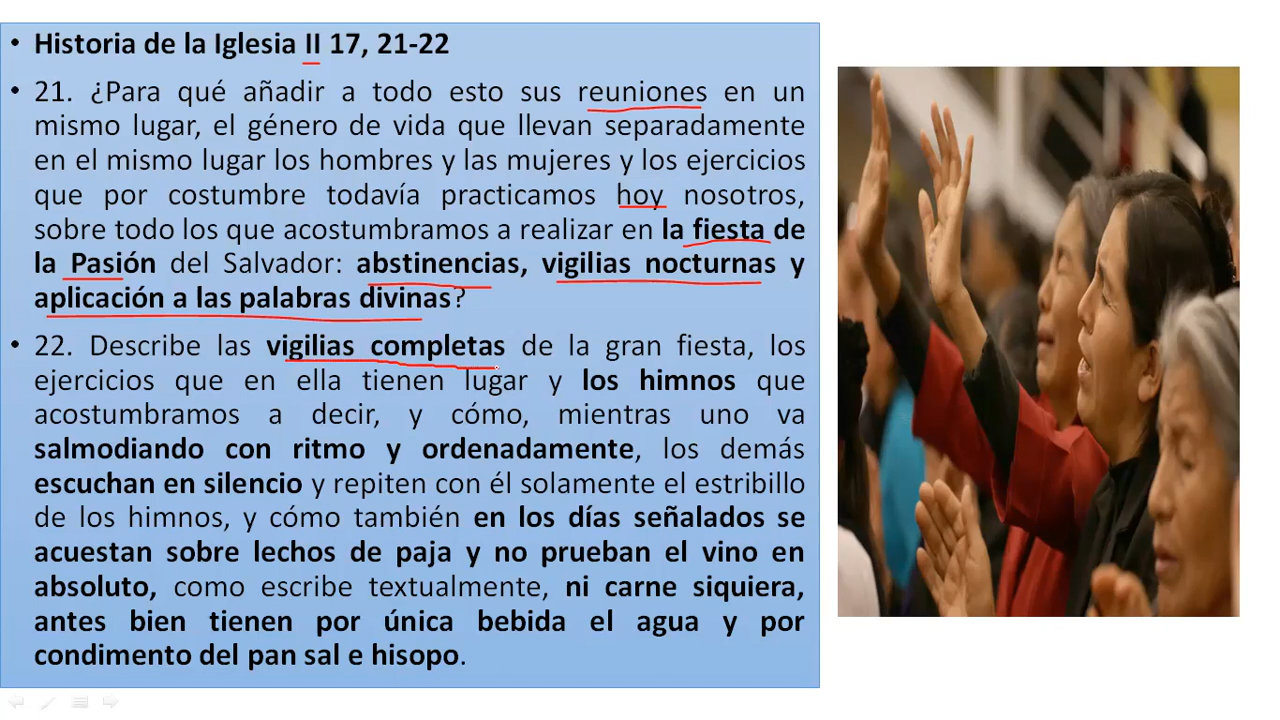 • Historia de la Iglesia II 17, 21-22
• 21. ¿Para qué añadir a todo esto sus reuniones en un
mismo lugar, el género de vida que llevan separadamente
en el mismo lugar los hombres y las mujeres y los ejercicios
que por costumbre todavía practicamos hoy nosotros,
sobre todo los que acostumbramos a realizar en la fiesta de
la Pasión del Salvador: abstinencias, vigilias nocturnas y
aplicación a las palabras divinas?
• 22. Describe las vigilias completas de la gran fiesta, los
ejercicios que en ella tienen lugar y los himnos que
acostumbramos a decir, y cómo, mientras uno va
salmodiando con ritmo y ordenadamente, los demás
escuchan en silencio y repiten con él solamente el estribillo
de los himnos, y cómo también en los días señalados se
acuestan sobre lechos de paja y no prueban el vino en
absoluto, como escribe textualmente, ni carne siquiera,
antes bien tienen por única bebida el agua y por
condimento del pan sal e hisopo.